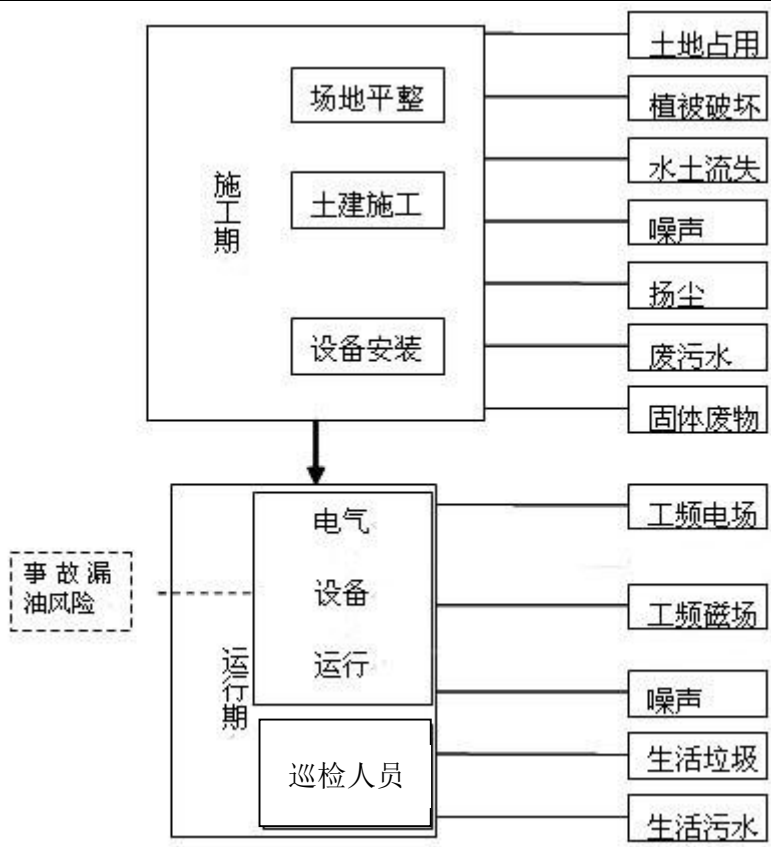 施工期
场地平整
土建施工
设备安装
土地占用
植被破坏
水土流失
噪声
扬尘
废污水
固体废物
事故漏
油风险
运行期
电气
设备
运行
巡检人员
工频电场
工频磁场
噪声
生活垃圾
生活污水